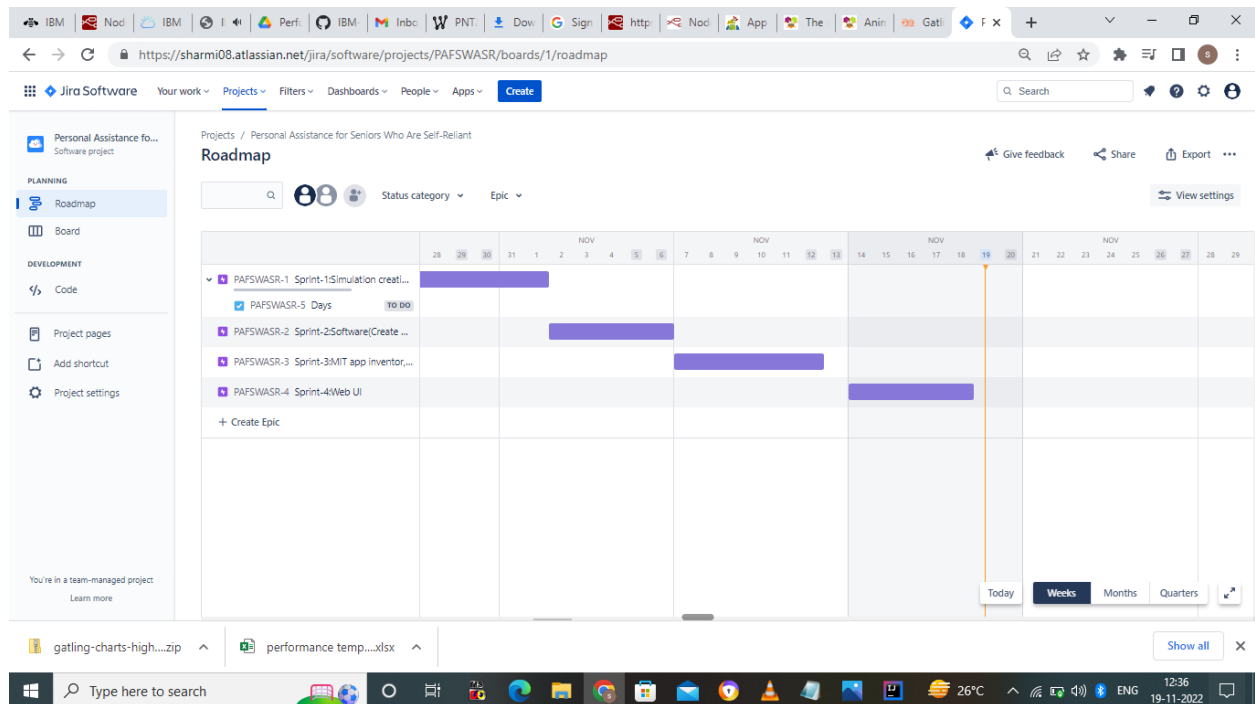 IBM Nod IBM I Perfo IBM- Inbo PNT. Dow Sign http: Nod App The Anin Gatli F
https://sharmi08.atlassian.net/jira/software/projects/PAFSWASR/boards/1/roadmap s
Jira Software Your work Projects Filters Dashboards People Apps Create Search
Personal Assistance fo...
Software project
Projects / Personal Assistance for Seniors Who Are Self-Reliant
Roadmap
Give feedback Share Export
PLANNING
Roadmap
Board
DEVELOPMENT
Code
Project pages
Add shortcut
Project settings
Status category Epic View settings
NOV NOV NOV NOV
28 29 30 31 1 2 3 4 5 6 7 8 9 10 11 12 13 14 15 16 17 18 19 20 21 22 23 24 25 26 27 28 29
PAFSWASR-1 Sprint-1:Simulation creati...
PAFSWASR-5 Days TO DO
PAFSWASR-2 Sprint-2:Software(Create ...
PAFSWASR-3 Sprint-3:MIT app inventor,...
PAFSWASR-4 Sprint-4:Web UI
+ Create Epic
You're in a team-managed project
Learn more
Today Weeks Months Quarters
gatling-charts-high....zip performance temp....xlsx Show all
Type here to search 26°C ENG 12:36
19-11-2022